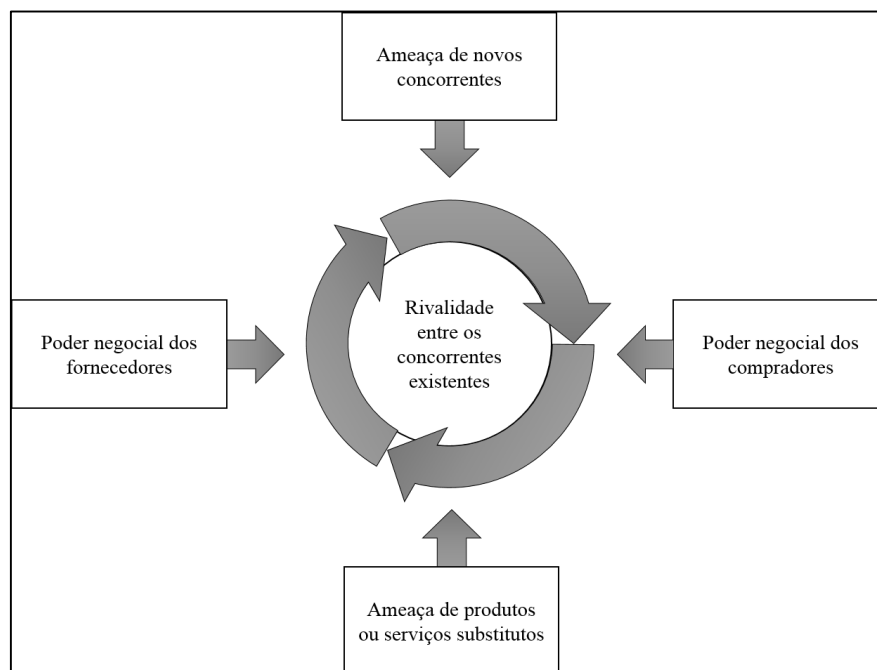 Ameaça de novos
concorrentes
Poder negocial dos
fornecedores
Rivalidade
entre os
concorrentes
existentes
Poder negocial dos
compradores
Ameaça de produtos
ou serviços substitutos